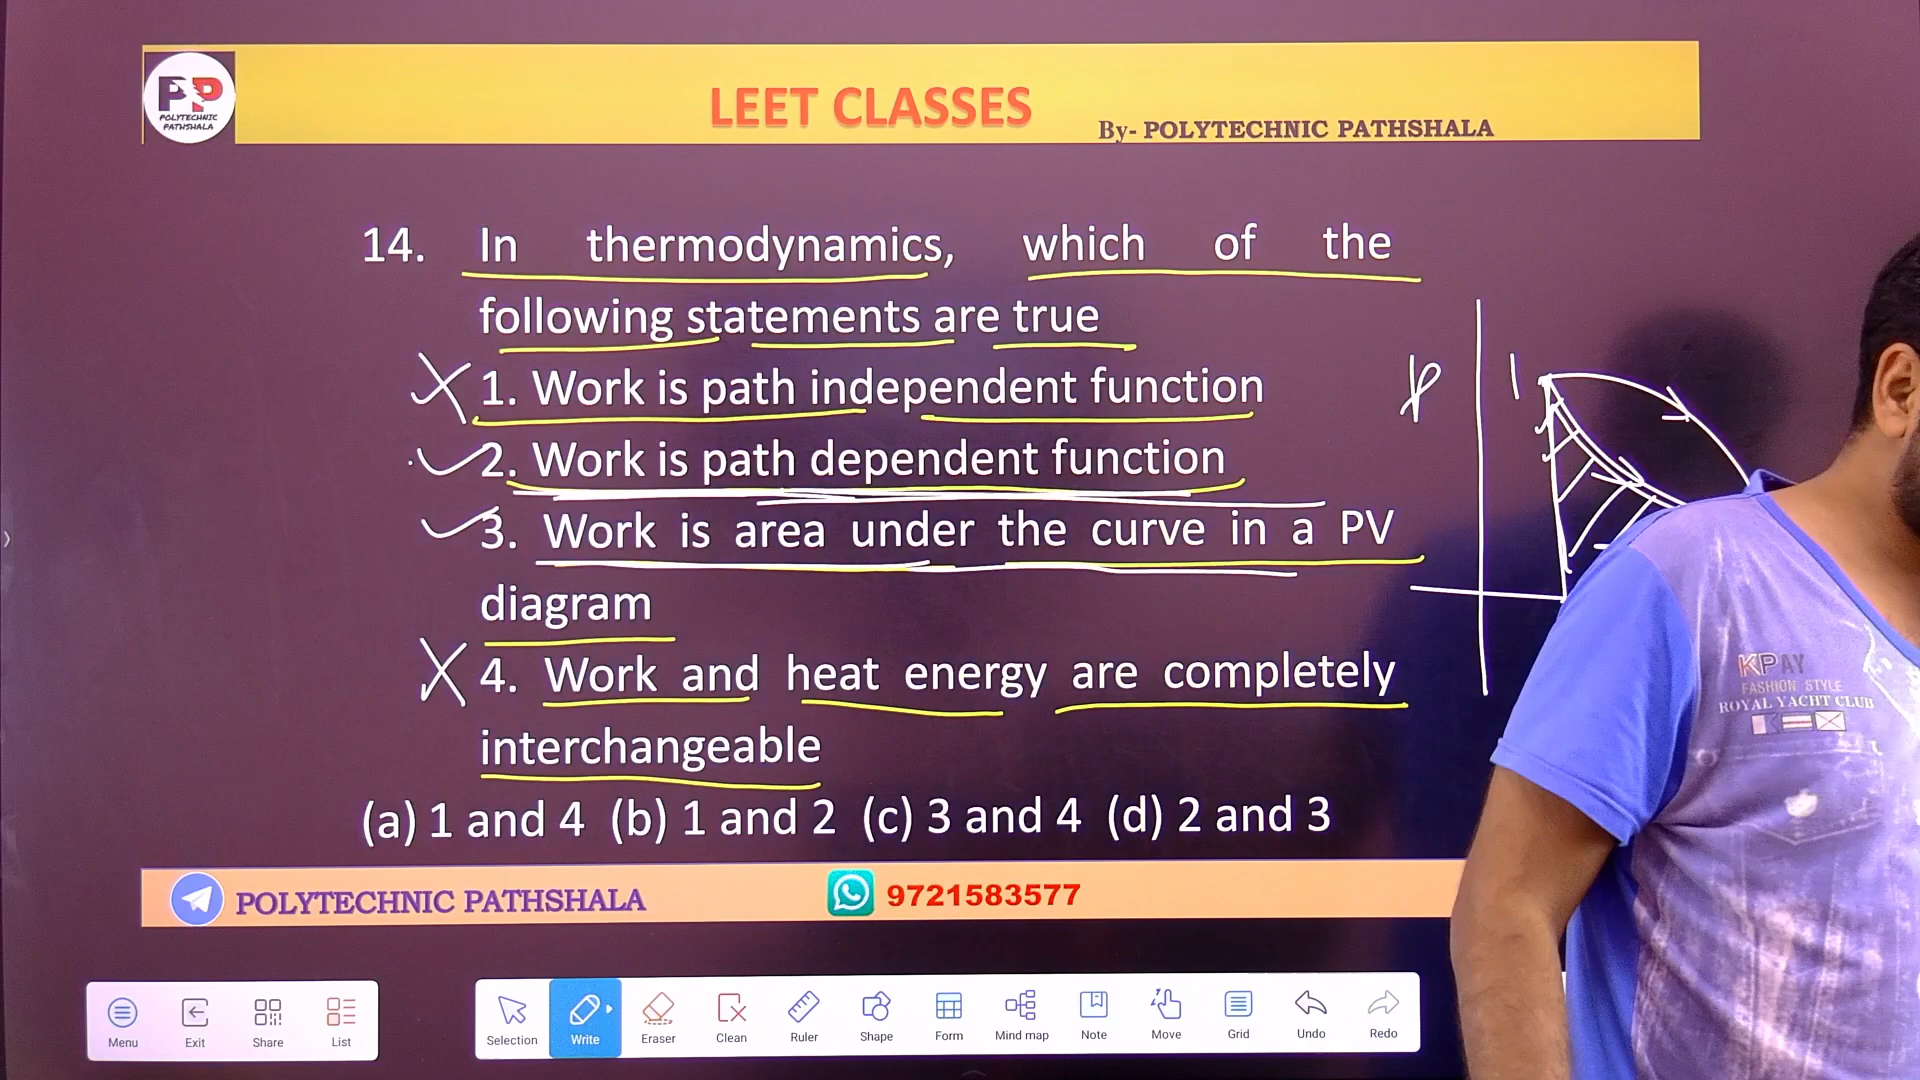 PP
POLYTECHNIC
PATHSHALA
LEET CLASSES
By- POLYTECHNIC PATHSHALA
14. In thermodynamics, which of the
following statements are true
1. Work is path independent function
2. Work is path dependent function
3. Work is area under the curve in a PV
diagram
4. Work and heat energy are completely
interchangeable
(a) 1 and 4 (b) 1 and 2 (c) 3 and 4 (d) 2 and 3
P
1
KPAY
FASHION STYLE
ROYAL YACHT CLUB
POLYTECHNIC PATHSHALA
9721583577
Menu Exit Share List
Selection Write Eraser Clean Ruler Shape Form Mind map Note Move Grid Undo Redo